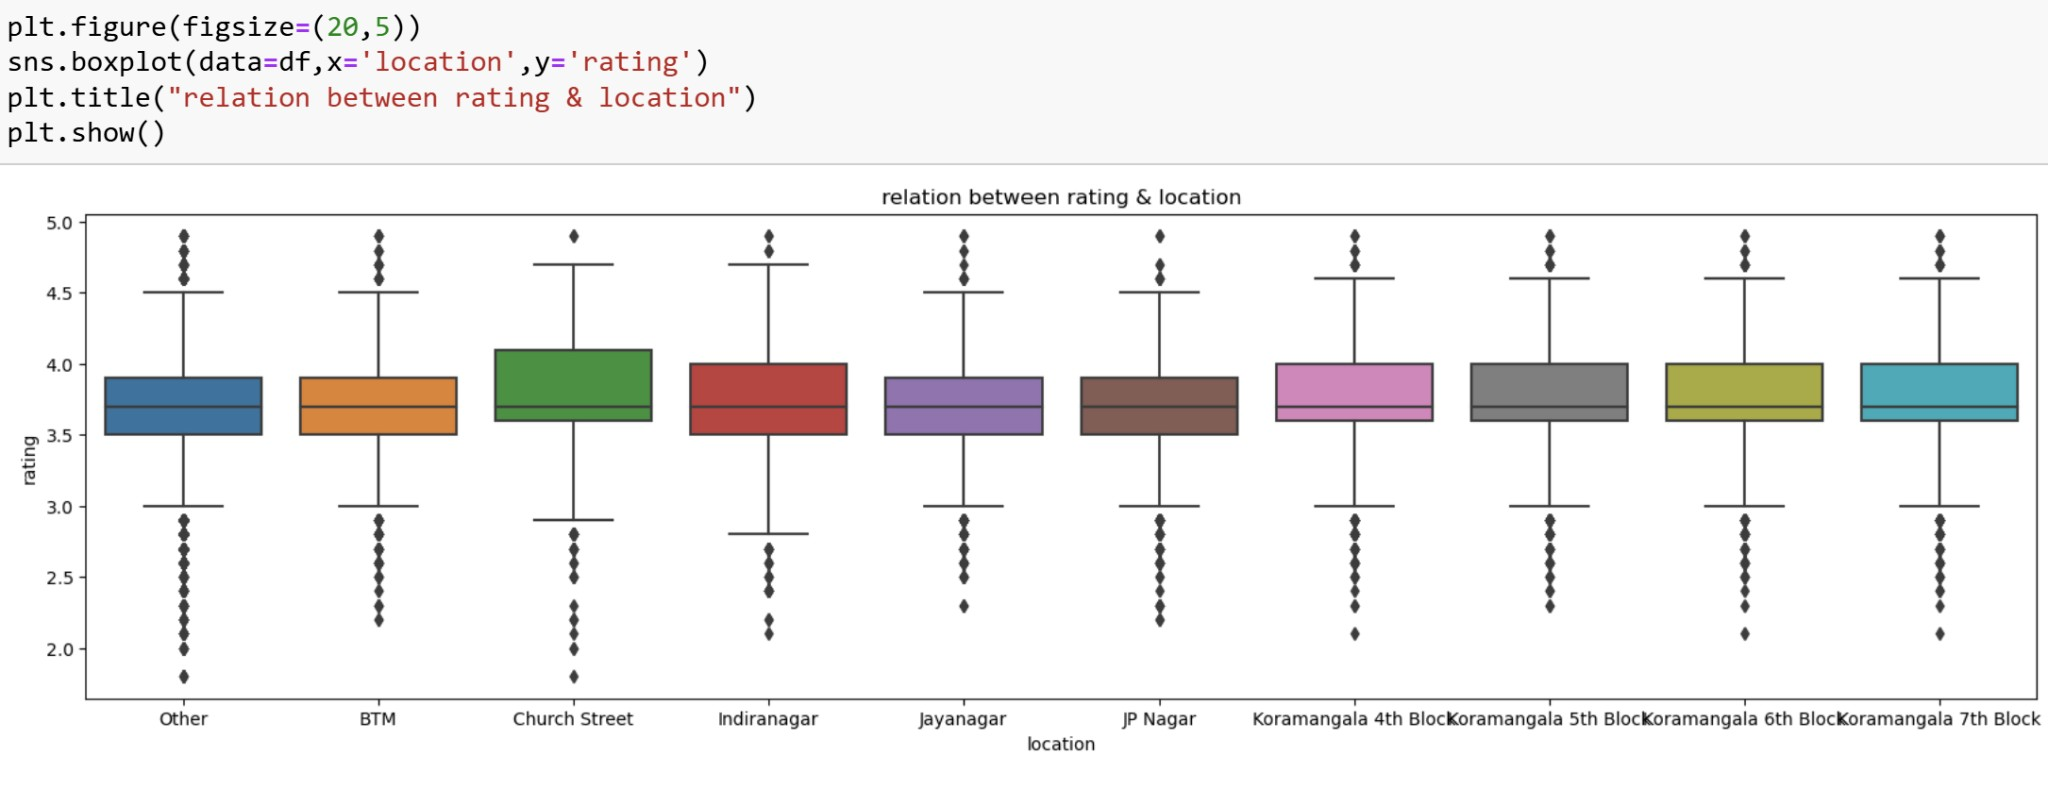 plt.figure(figsize=(20,5))
sns.boxplot(data=df,x='location',y='rating')
plt.title("relation between rating & location")
plt.show()
relation between rating & location
5.0
4.5
4.0
3.5
3.0
2.5
2.0
rating
Other BTM Church Street Indiranagar Jayanagar JP Nagar Koramangala 4th Block Koramangala 5th Block Koramangala 6th Block Koramangala 7th Block
location